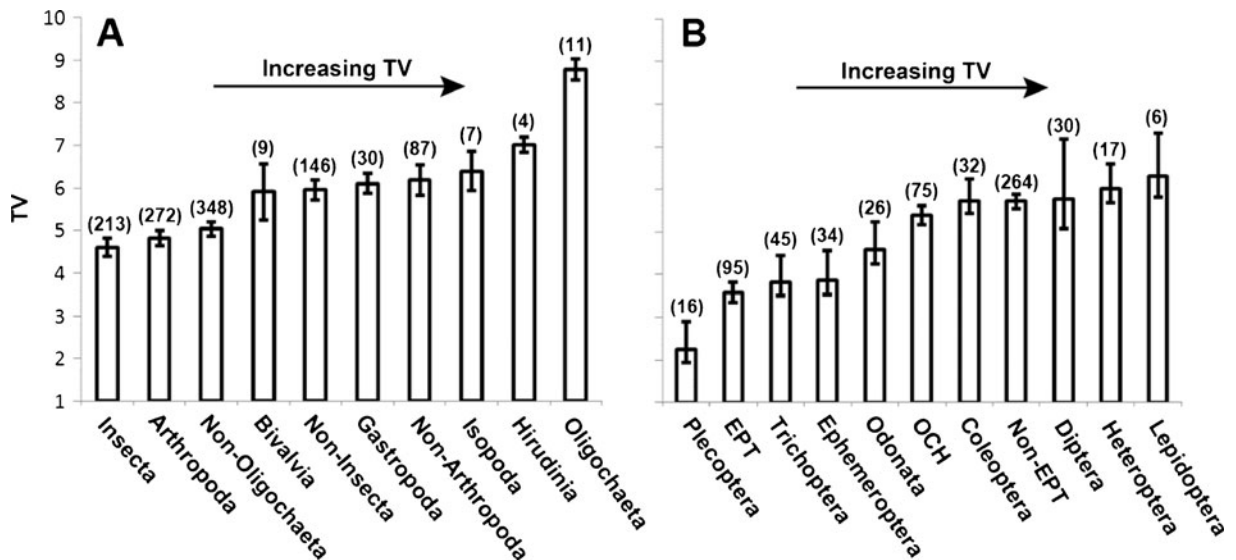 A
B
Increasing TV
Increasing TV
TV
10
9
8
7
6
5
4
3
2
1
(213)
(272)
(348)
(9)
(146)
(30)
(87)
(7)
(4)
(11)
(16)
(95)
(45)
(34)
(26)
(75)
(32)
(264)
(30)
(17)
(6)
Insecta
Arthropoda
Non-Oligochaeta
Bivalvia
Non-Insecta
Gastropoda
Non-Arthropoda
Isopoda
Hirudinia
Oligochaeta
Plecoptera
EPT
Trichoptera
Ephemeroptera
Odonata
OCH
Coleoptera
Non-EPT
Diptera
Heteroptera
Lepidoptera